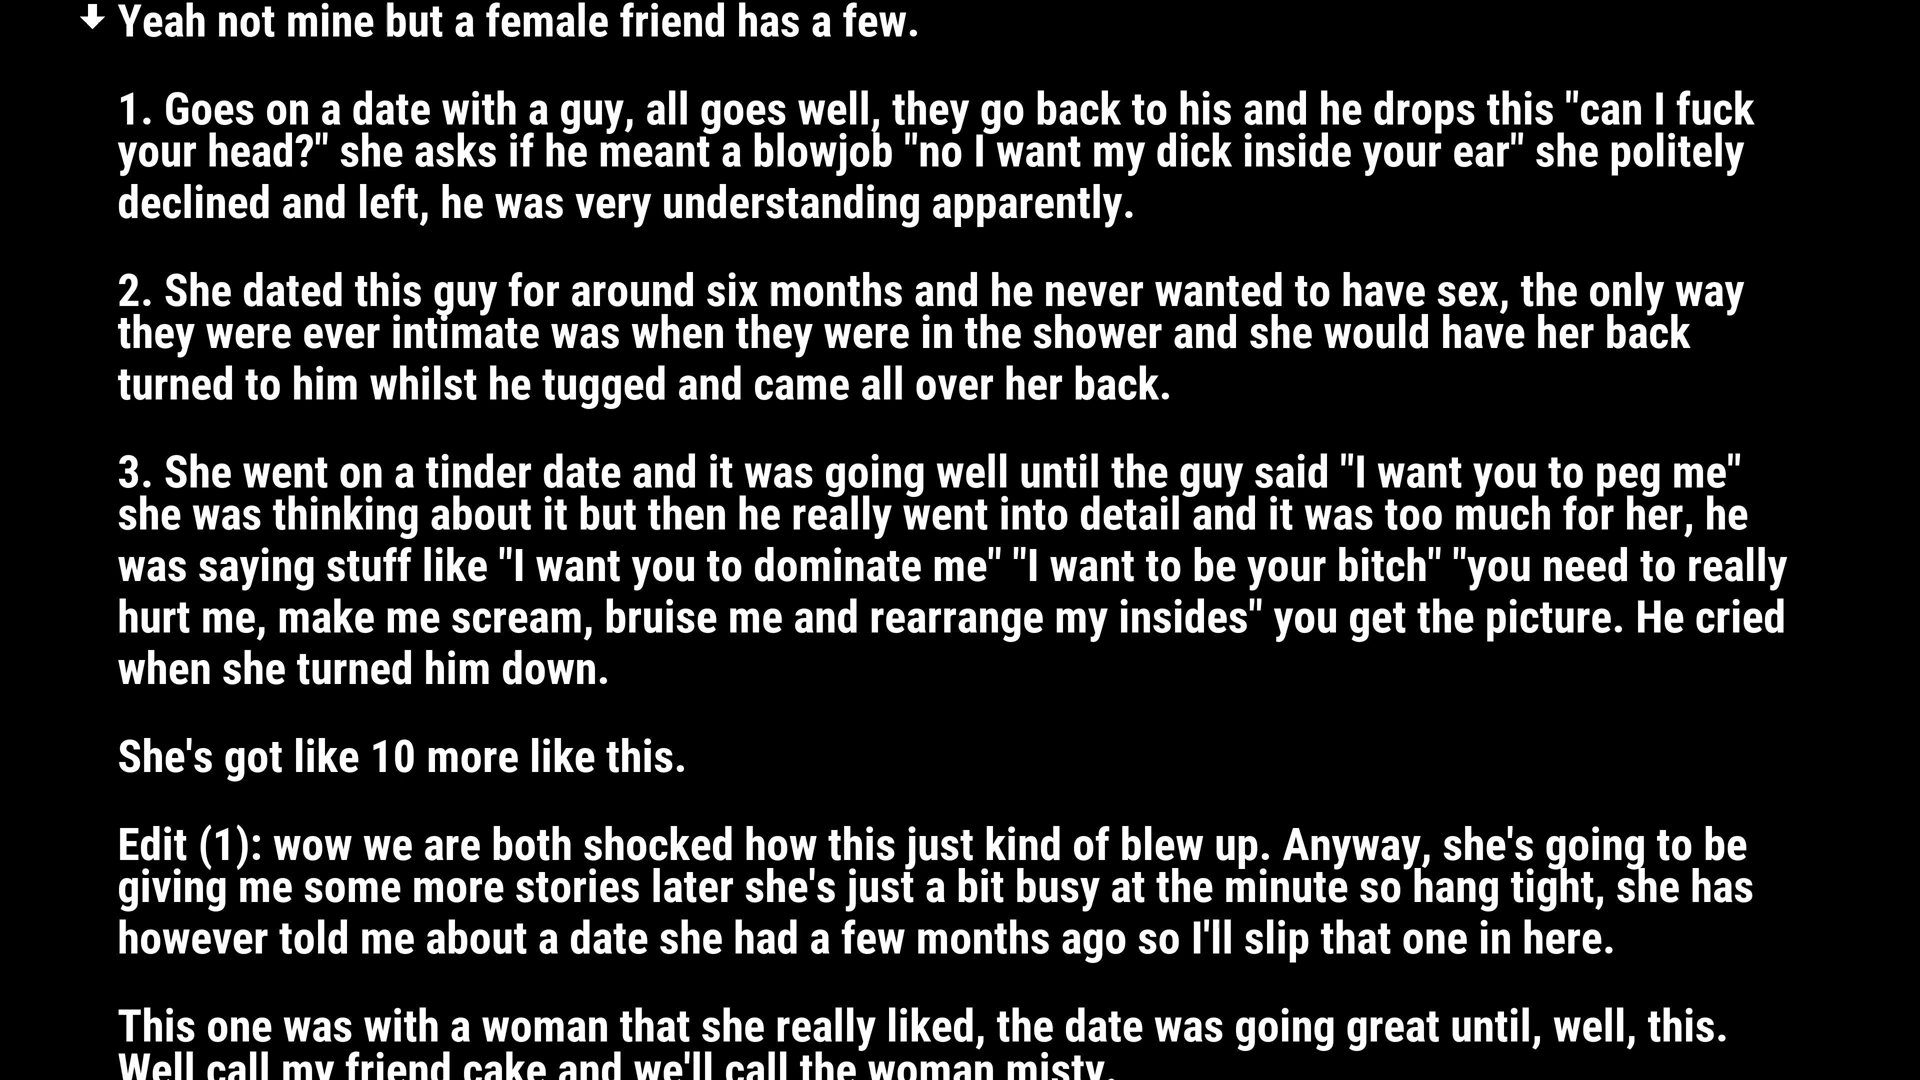 Yeah not mine but a female friend has a few.
1. Goes on a date with a guy, all goes well, they go back to his and he drops this "can I fuck
your head?" she asks if he meant a blowjob "no I want my dick inside your ear" she politely
declined and left, he was very understanding apparently.
2. She dated this guy for around six months and he never wanted to have sex, the only way
they were ever intimate was when they were in the shower and she would have her back
turned to him whilst he tugged and came all over her back.
3. She went on a tinder date and it was going well until the guy said "I want you to peg me"
she was thinking about it but then he really went into detail and it was too much for her, he
was saying stuff like "I want you to dominate me" "I want to be your bitch" "you need to really
hurt me, make me scream, bruise me and rearrange my insides" you get the picture. He cried
when she turned him down.
She's got like 10 more like this.
Edit (1): wow we are both shocked how this just kind of blew up. Anyway, she's going to be
giving me some more stories later she's just a bit busy at the minute so hang tight, she has
however told me about a date she had a few months ago so I'll slip that one in here.
This one was with a woman that she really liked, the date was going great until, well, this.
Well call my friend cake and we'll call the woman misty.